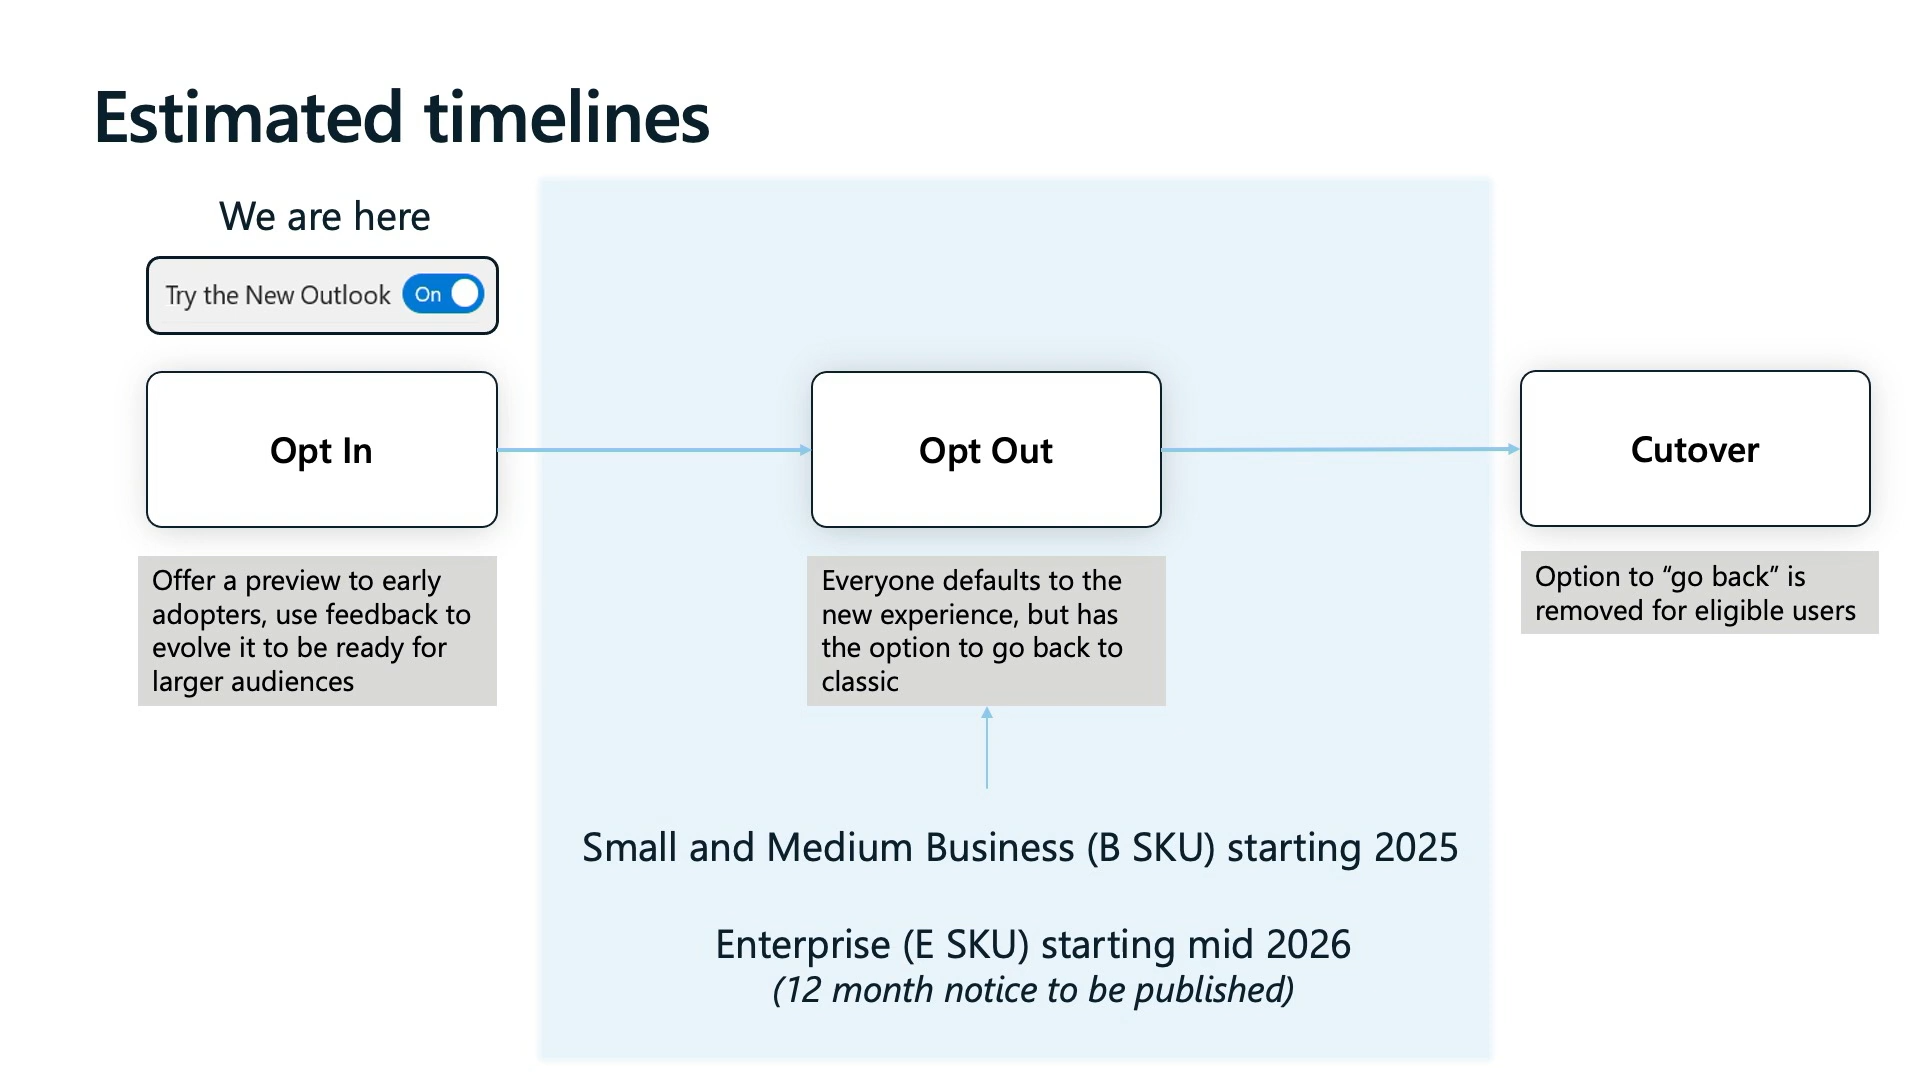 Estimated timelines
We are here
Try the New Outlook On
Opt In
Offer a preview to early
adopters, use feedback to
evolve it to be ready for
larger audiences
Opt Out
Everyone defaults to the
new experience, but has
the option to go back to
classic
Small and Medium Business (B SKU) starting 2025
Enterprise (E SKU) starting mid 2026
(12 month notice to be published)
Cutover
Option to “go back” is
removed for eligible users